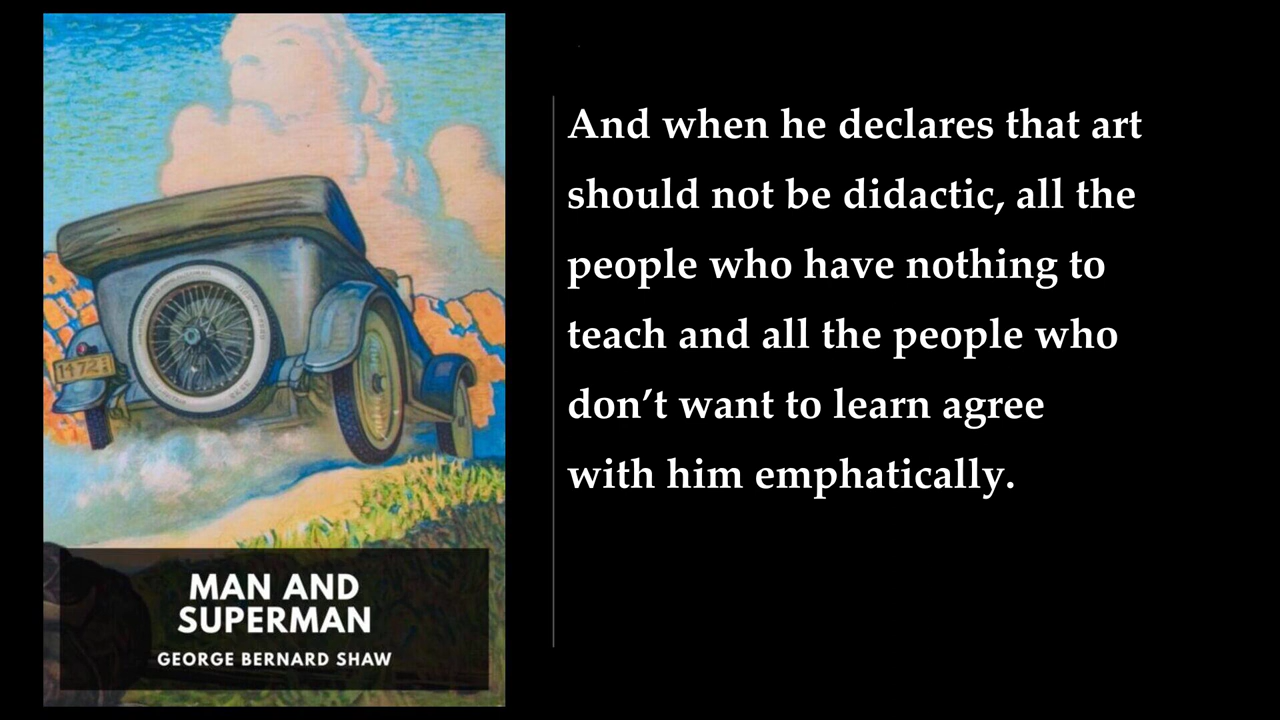 And when he declares that art
should not be didactic, all the
people who have nothing to
teach and all the people who
don’t want to learn agree
with him emphatically.
1472
MAN AND
SUPERMAN
GEORGE BERNARD SHAW